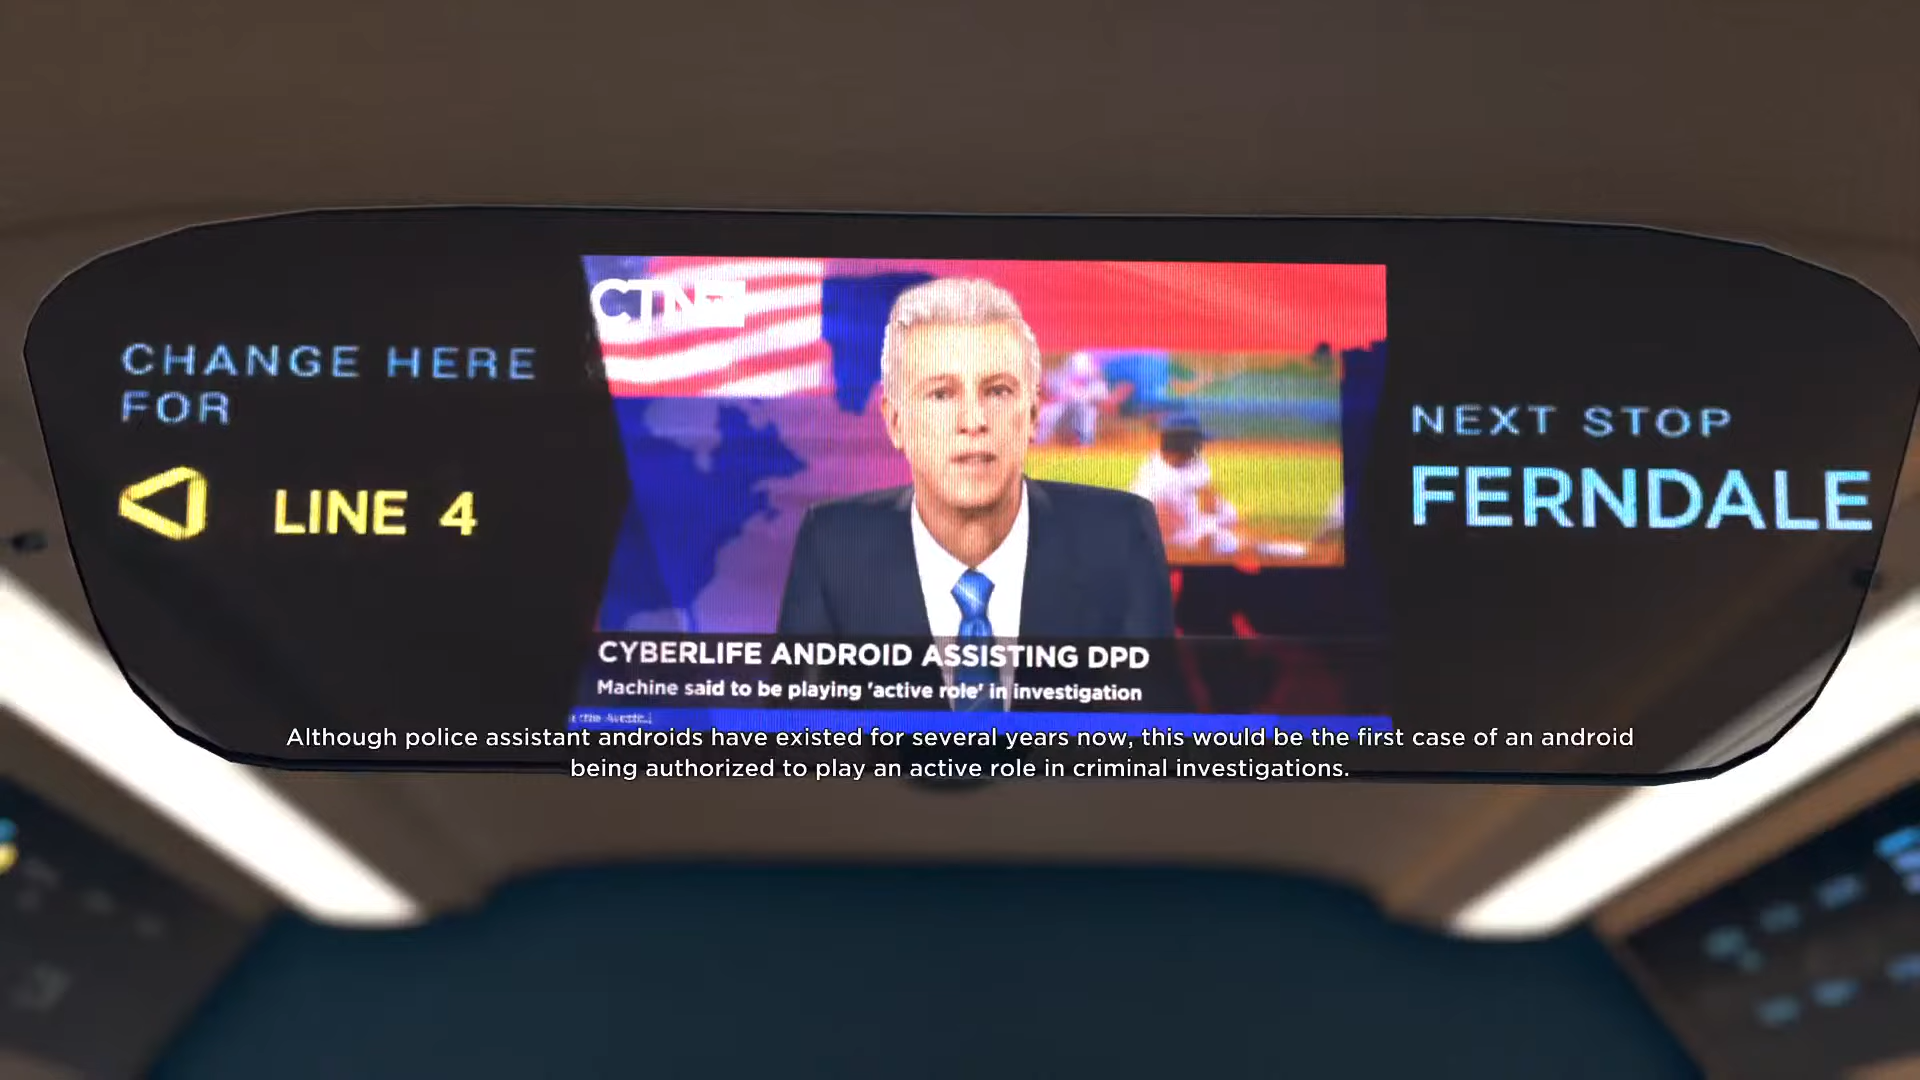 CTN
CHANGE HERE
FOR
LINE 4
NEXT STOP
FERNDALE
CYBERLIFE ANDROID ASSISTING DPD
Machine said to be playing 'active role' in investigation
Although police assistant androids have existed for several years now, this would be the first case of an android
being authorized to play an active role in criminal investigations.